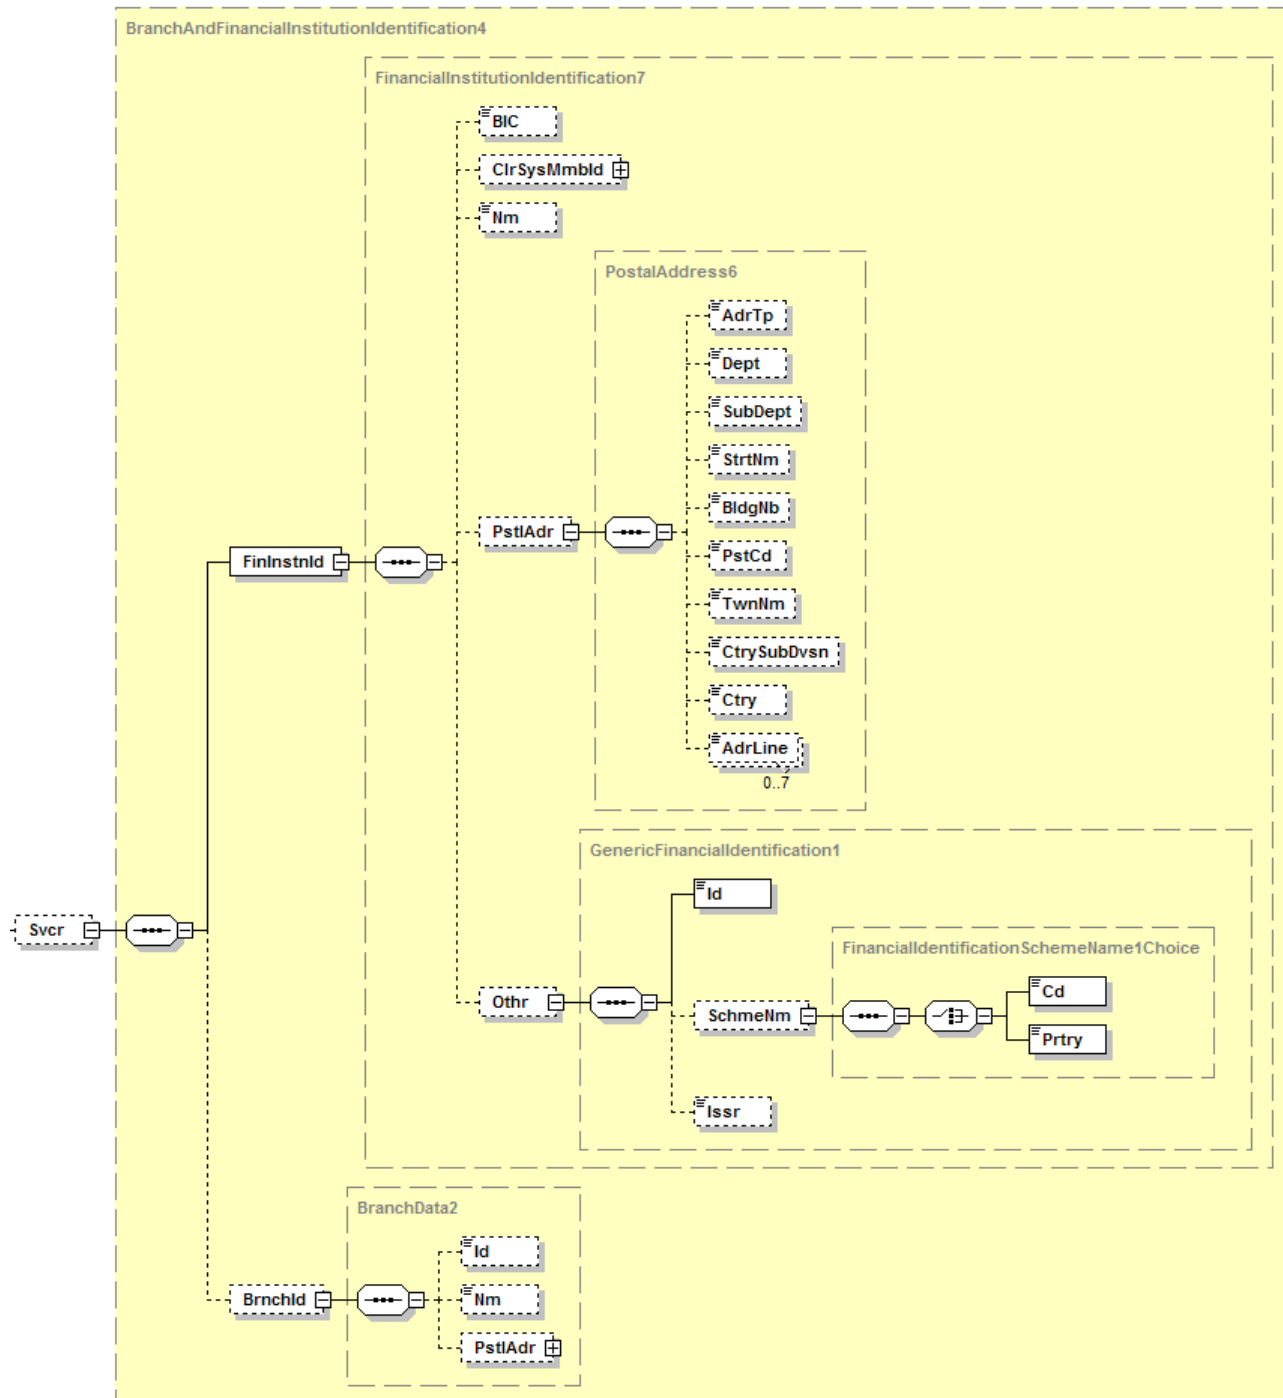 BranchAndFinancialInstitutionIdentification4
FinancialInstitutionIdentification7
BIC
ClrSysMmbId
Nm
PostalAddress6
AdrTp
Dept
SubDept
StrtNm
BldgNb
PstlAdr
PstCd
FinInstnId
TwnNm
CtrySubDvsn
Ctry
AdrLine
0..7
GenericFinancialIdentification1
Id
Svcr
FinancialIdentificationSchemeName1Choice
Cd
Othr
SchmeNm
Prtry
Issr
BranchData2
Id
BrnchId
Nm
PstlAdr